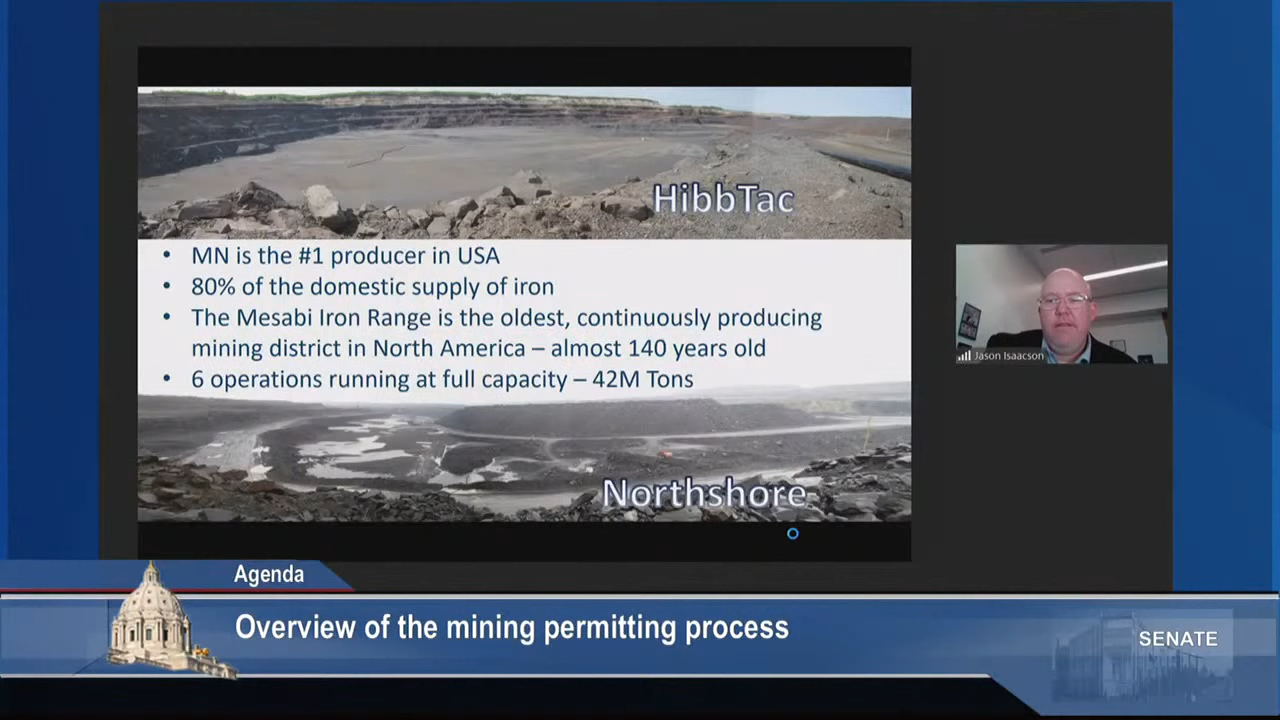 HibbTac
• MN is the #1 producer in USA
• 80% of the domestic supply of iron
• The Mesabi Iron Range is the oldest, continuously producing
mining district in North America – almost 140 years old
• 6 operations running at full capacity – 42M Tons
Northshore
Jason Isaacson
Agenda
Overview of the mining permitting process
SENATE